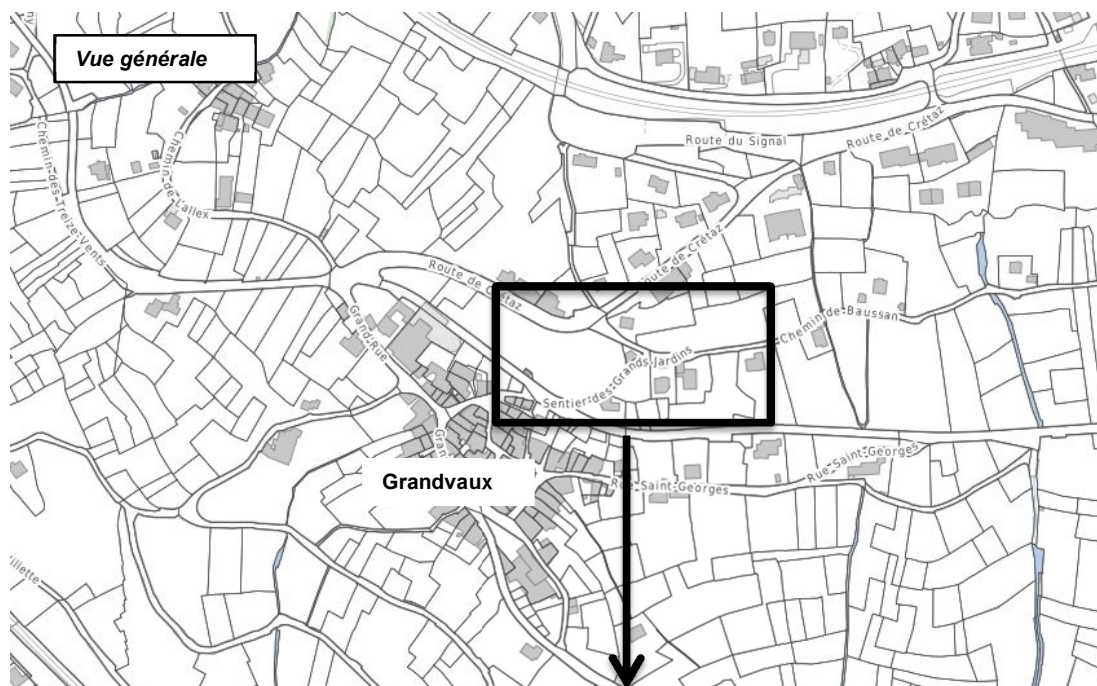 Vue générale
Chemin-des-Treize-Vents
Chemin-de-Lallex
Route du Signal
Route de Crétaz
Route de Crétaz
Route de Crétaz
Grand-Rue
Chemin-de-Baussan
Sentier-des-Grands-Jardins
Grandvaux
Rue Saint-Georges
Rue Saint-Georges